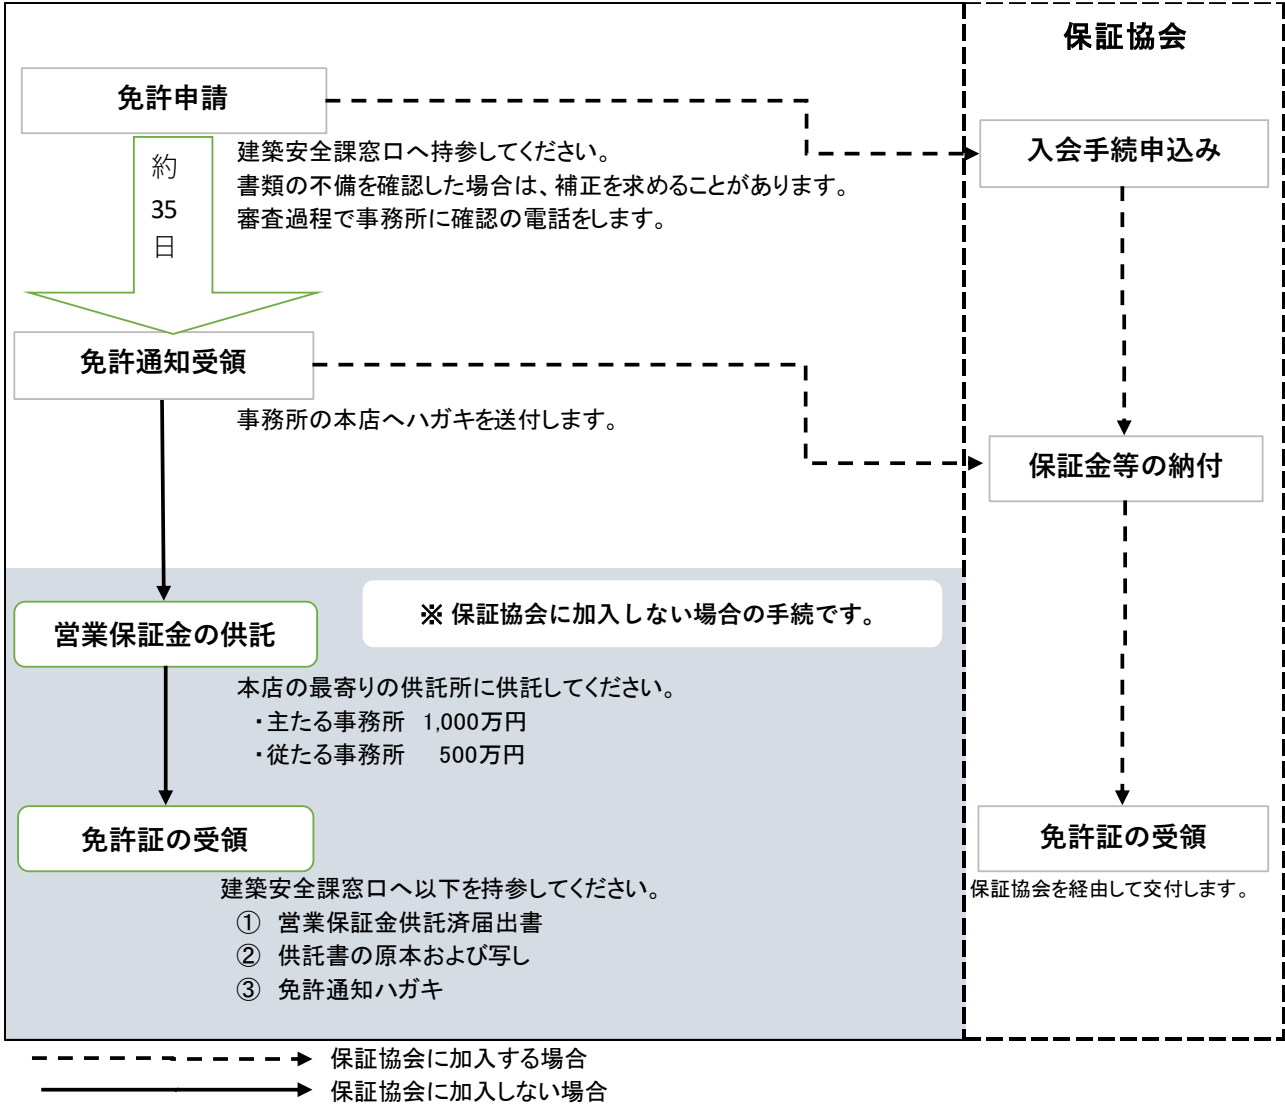 保証協会
免許申請
約
35
日
建築安全課窓口へ持参してください。
書類の不備を確認した場合は、補正を求めることがあります。
審査過程で事務所に確認の電話をします。
入会手続申込み
免許通知受領
事務所の本店へハガキを送付します。
保証金等の納付
※ 保証協会に加入しない場合の手続です。
営業保証金の供託
本店の最寄りの供託所に供託してください。
・主たる事務所 1,000万円
・従たる事務所 500万円
免許証の受領
建築安全課窓口へ以下を持参してください。
① 営業保証金供託済届出書
② 供託書の原本および写し
③ 免許通知ハガキ
免許証の受領
保証協会を経由して交付します。
保証協会に加入する場合
保証協会に加入しない場合